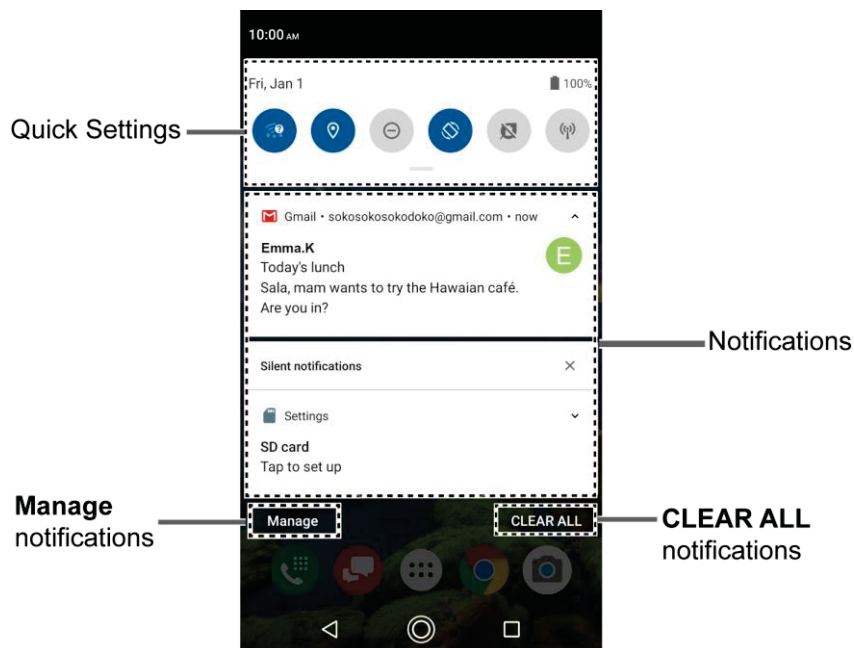 10:00 AM
Fri, Jan 1
100%
Quick Settings
Gmail • sokosokosokodoko@gmail.com • now
Emma.K
E
Today's lunch
Sala, mam wants to try the Hawaian café.
Are you in?
Notifications
Silent notifications
Settings
SD card
Tap to set up
Manage
notifications
Manage
CLEAR ALL
CLEAR ALL
notifications